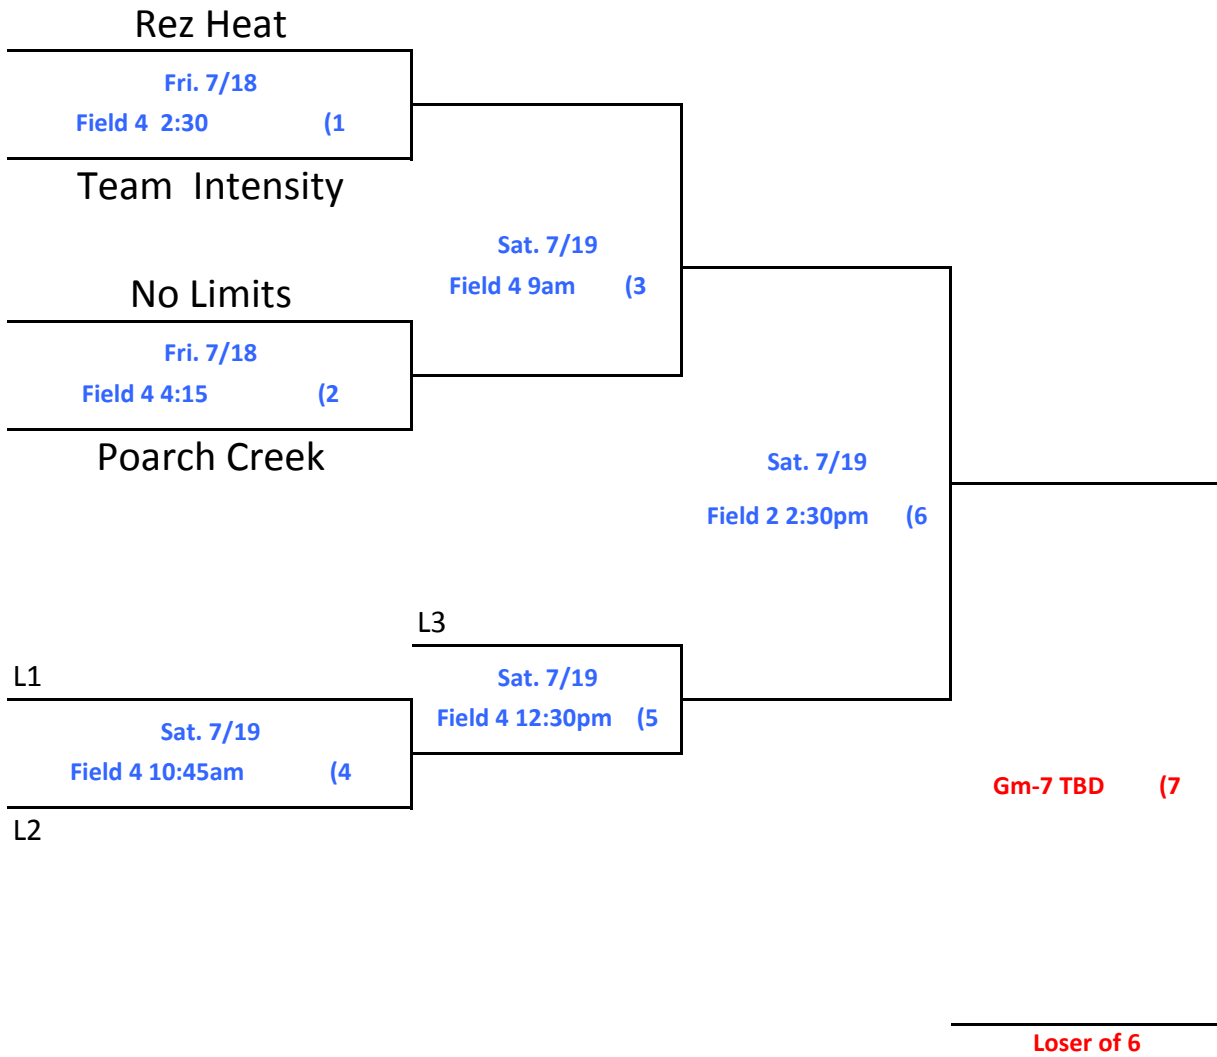 Rez Heat
Fri. 7/18
Field 4  2:30 (1
Team  Intensity
Sat. 7/19
Field 4 9am (3
No Limits
Fri. 7/18
Field 4 4:15 (2
Poarch Creek
Sat. 7/19
Field 2 2:30pm (6
L3
L1
Sat. 7/19
Field 4 12:30pm (5
Sat. 7/19
Field 4 10:45am (4
L2
Gm-7 TBD (7
Loser of 6